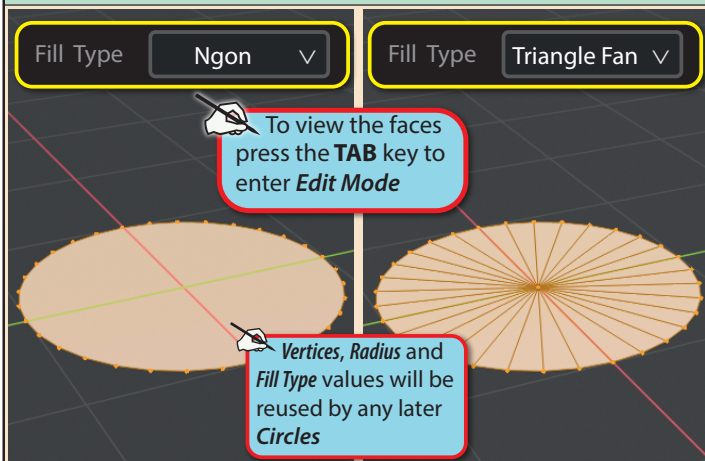 Fill Type Ngon
Fill Type Triangle Fan
To view the faces
press the TAB key to
enter Edit Mode
Vertices, Radius and
Fill Type values will be
reused by any later
Circles